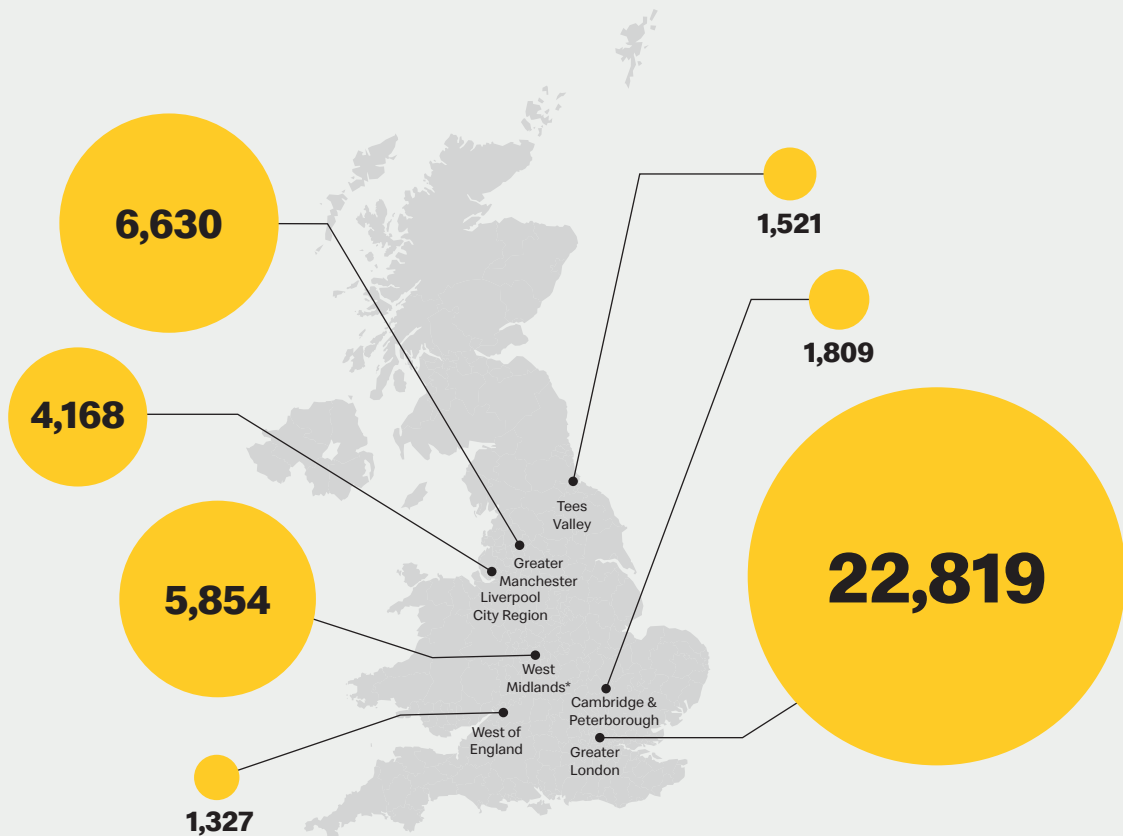 6,630
1,521
1,809
4,168
Tees
Valley
22,819
Greater
Manchester
Liverpool
City Region
5,854
West
Midlands*
Cambridge &
Peterborough
West of
England
Greater
London
1,327